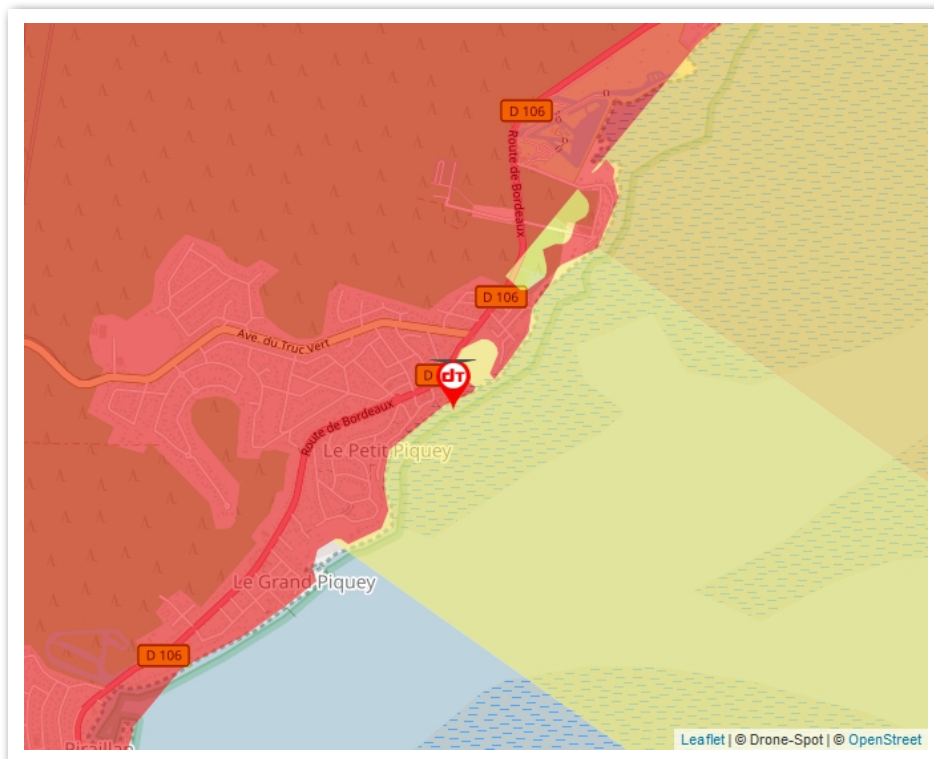 D 106
Route de Bordeaux
D 106
Ave. du Truc Vert
D
dT
Route de Bordeaux
Le Petit Piquey
Le Grand Piquey
D 106
Piraillan
Leaflet | © Drone-Spot | © OpenStreet